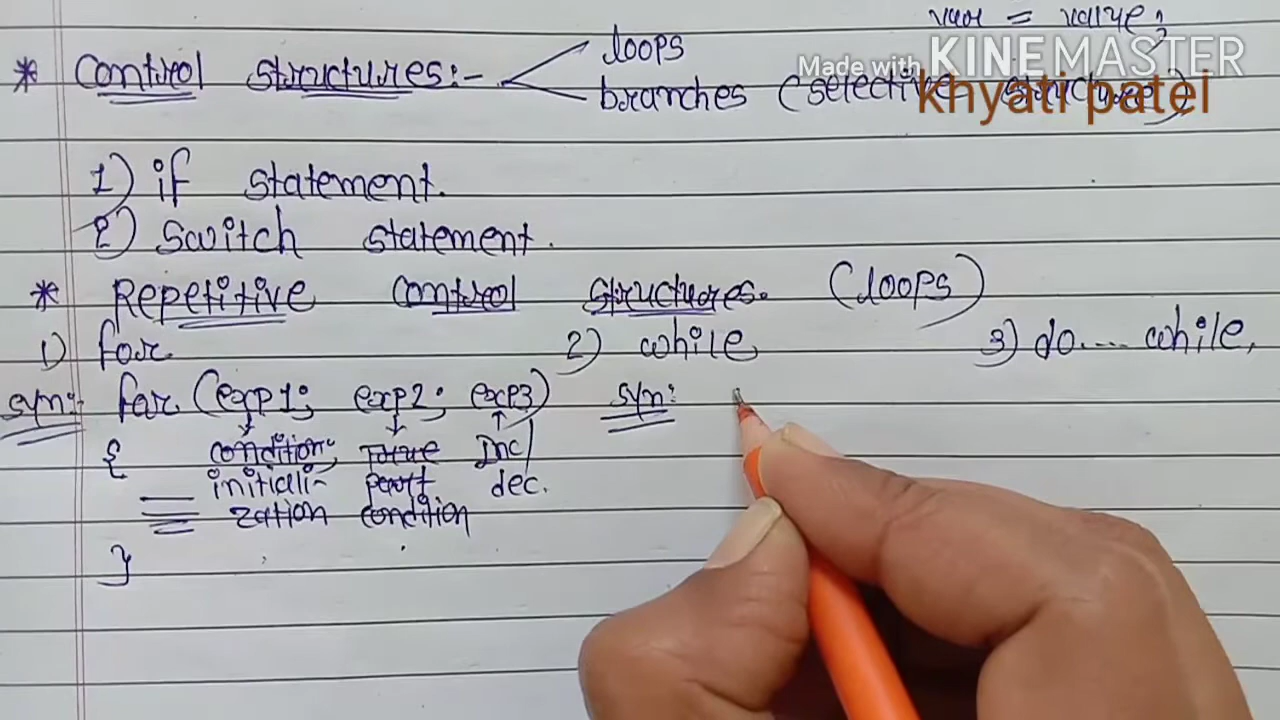 var = value;
Made with KINEMASTER
khyati patel
* Control structures:- loops
branches (selective structures)
1) if statement.
2) Switch statement.
* Repetitive control structures. (loops)
1) for 2) while 3) do.... while,
syn:- for (exp1; exp2; exp3) syn:
{ condition; Inc/
initiali- part dec.
zation condition
}